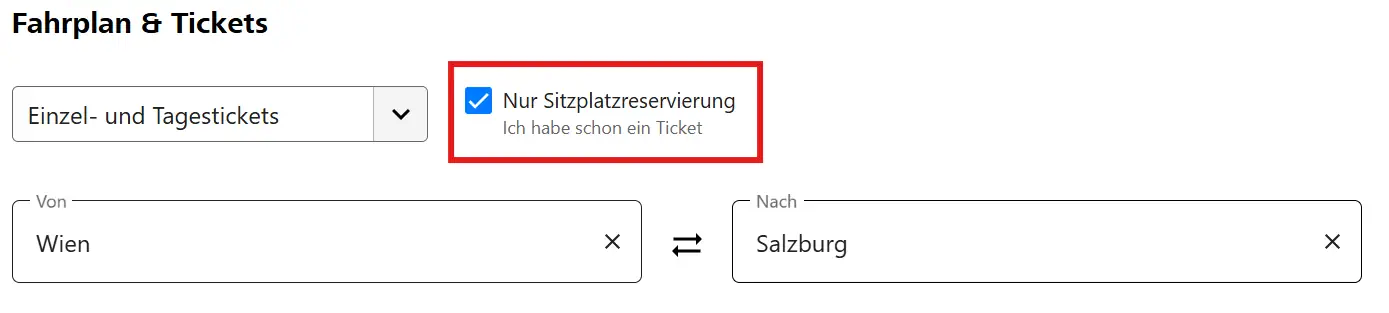 Fahrplan & Tickets
Einzel- und Tagestickets
Nur Sitzplatzreservierung
Ich habe schon ein Ticket
Von
Wien
Nach
Salzburg